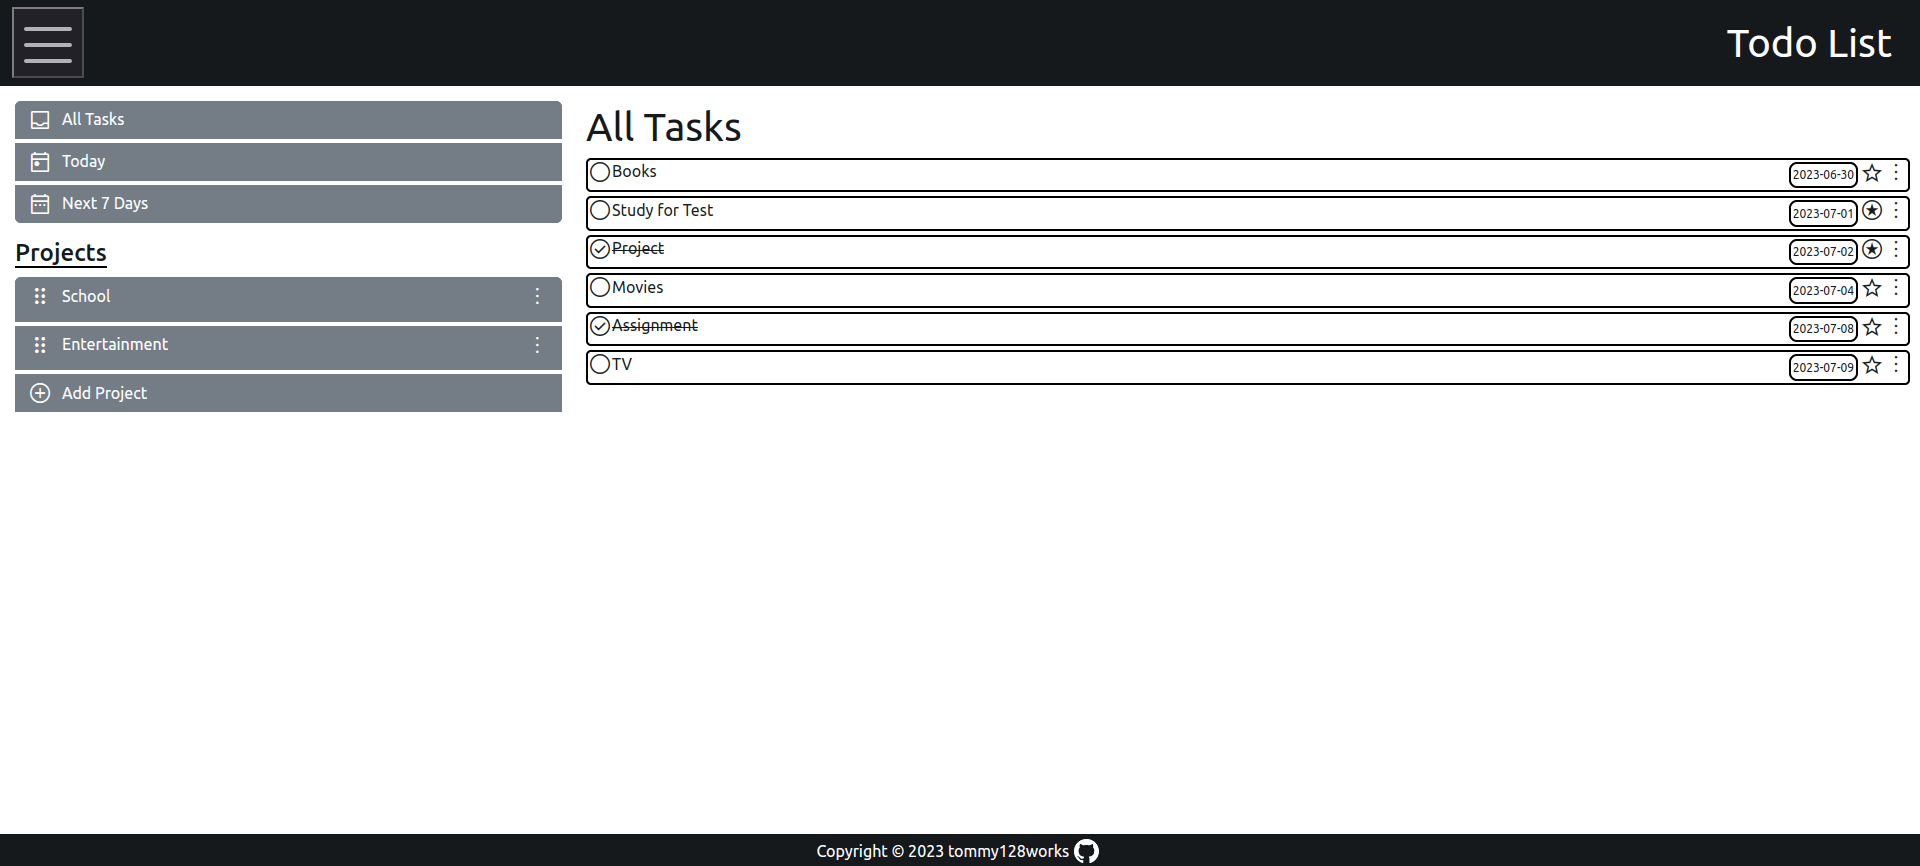 Todo List
All Tasks
Today
Next 7 Days
Projects
School
Entertainment
Add Project
All Tasks
Books 2023-06-30
Study for Test 2023-07-01
Project 2023-07-02
Movies 2023-07-04
Assignment 2023-07-08
TV 2023-07-09
Copyright © 2023 tommy128works